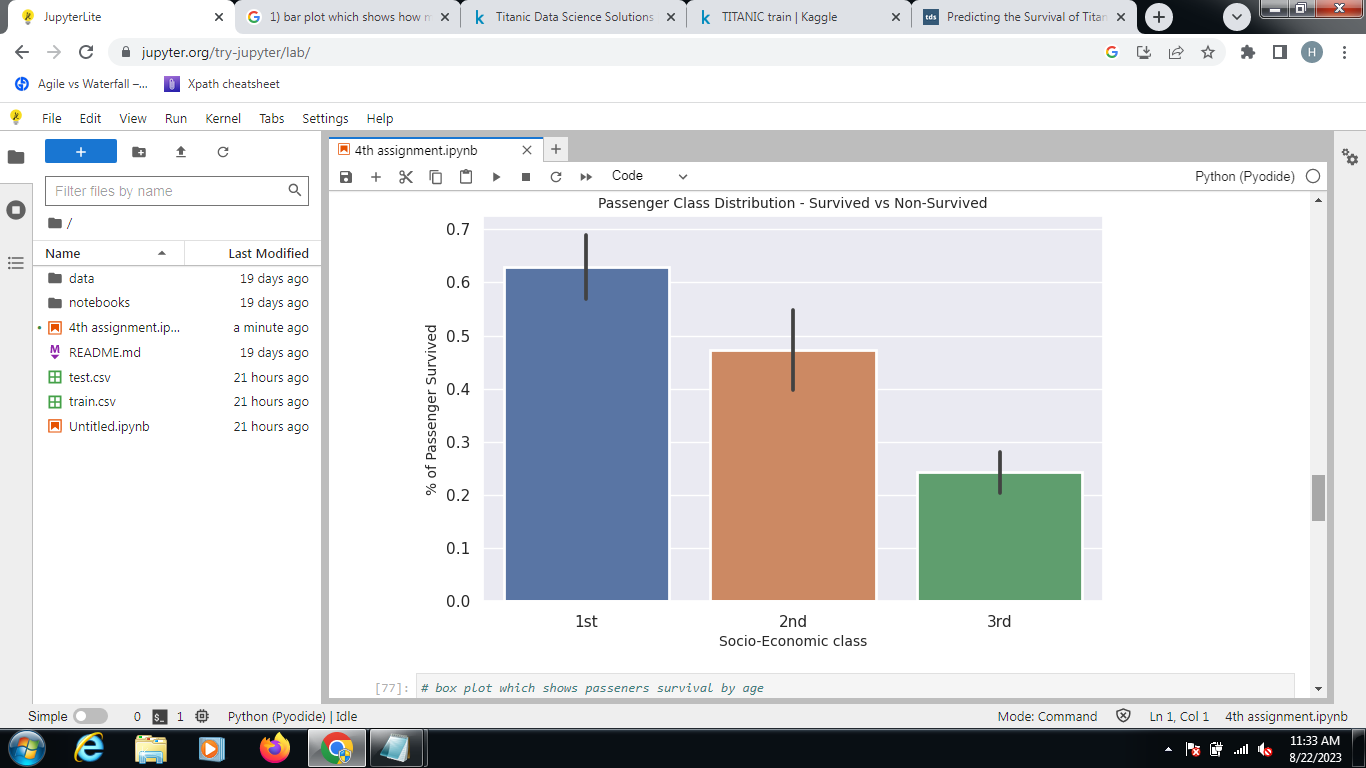 JupyterLite
1) bar plot which shows how m
Titanic Data Science Solutions
TITANIC train | Kaggle
tds
Predicting the Survival of Titan
jupyter.org/try-jupyter/lab/
H
Agile vs Waterfall –...
Xpath cheatsheet
File Edit View Run Kernel Tabs Settings Help
4th assignment.ipynb
Code
Python (Pyodide)
Filter files by name
/
Name Last Modified
data 19 days ago
notebooks 19 days ago
4th assignment.ip... a minute ago
README.md 19 days ago
test.csv 21 hours ago
train.csv 21 hours ago
Untitled.ipynb 21 hours ago
Passenger Class Distribution - Survived vs Non-Survived
% of Passenger Survived
0.7
0.6
0.5
0.4
0.3
0.2
0.1
0.0
1st 2nd 3rd
Socio-Economic class
[77]: # box plot which shows passeners survival by age
Simple 0 1 Python (Pyodide) | Idle Mode: Command Ln 1, Col 1 4th assignment.ipynb
11:33 AM
8/22/2023